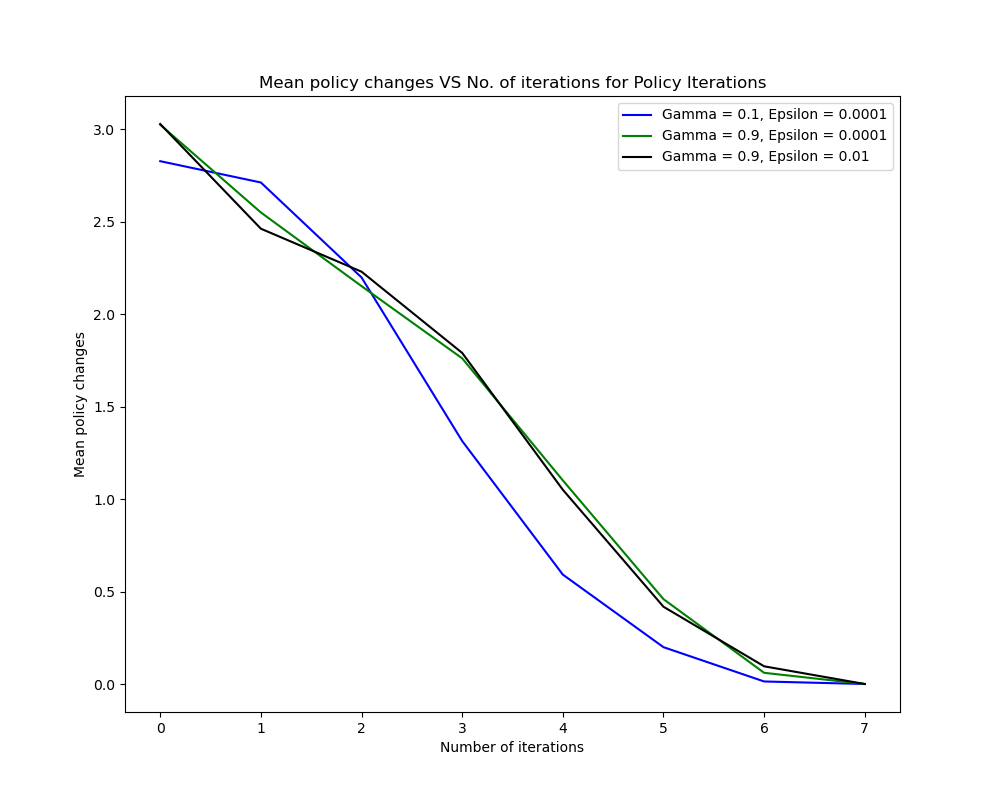 Mean policy changes VS No. of iterations for Policy Iterations
Gamma = 0.1, Epsilon = 0.0001
Gamma = 0.9, Epsilon = 0.0001
Gamma = 0.9, Epsilon = 0.01
Mean policy changes
3.0
2.5
2.0
1.5
1.0
0.5
0.0
0 1 2 3 4 5 6 7
Number of iterations